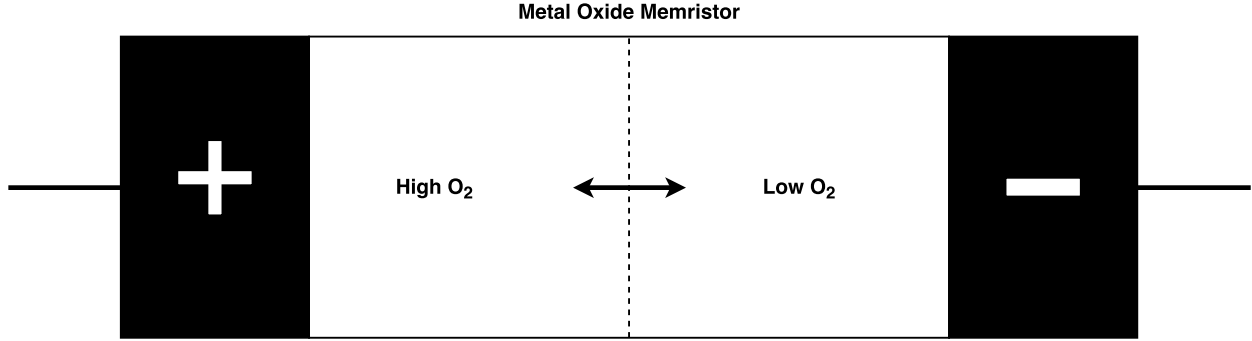 Metal Oxide Memristor
+
High O₂
Low O₂
−